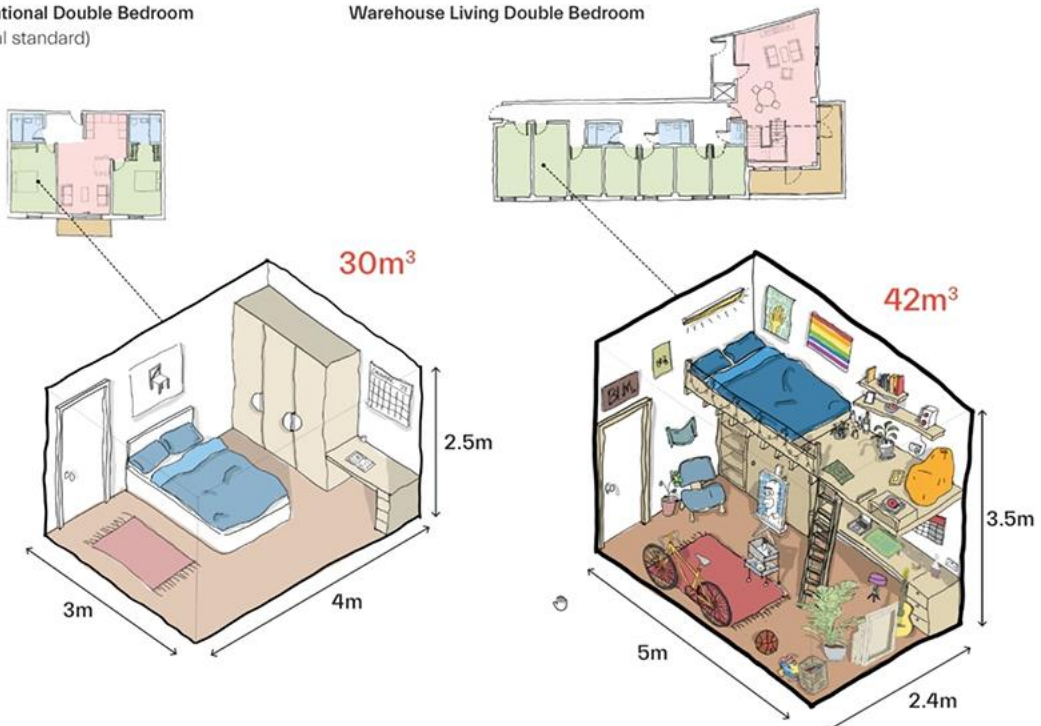 tional Double Bedroom
al standard)
Warehouse Living Double Bedroom
30m³
2.5m
3m
4m
42m³
BLM
3.5m
5m
2.4m